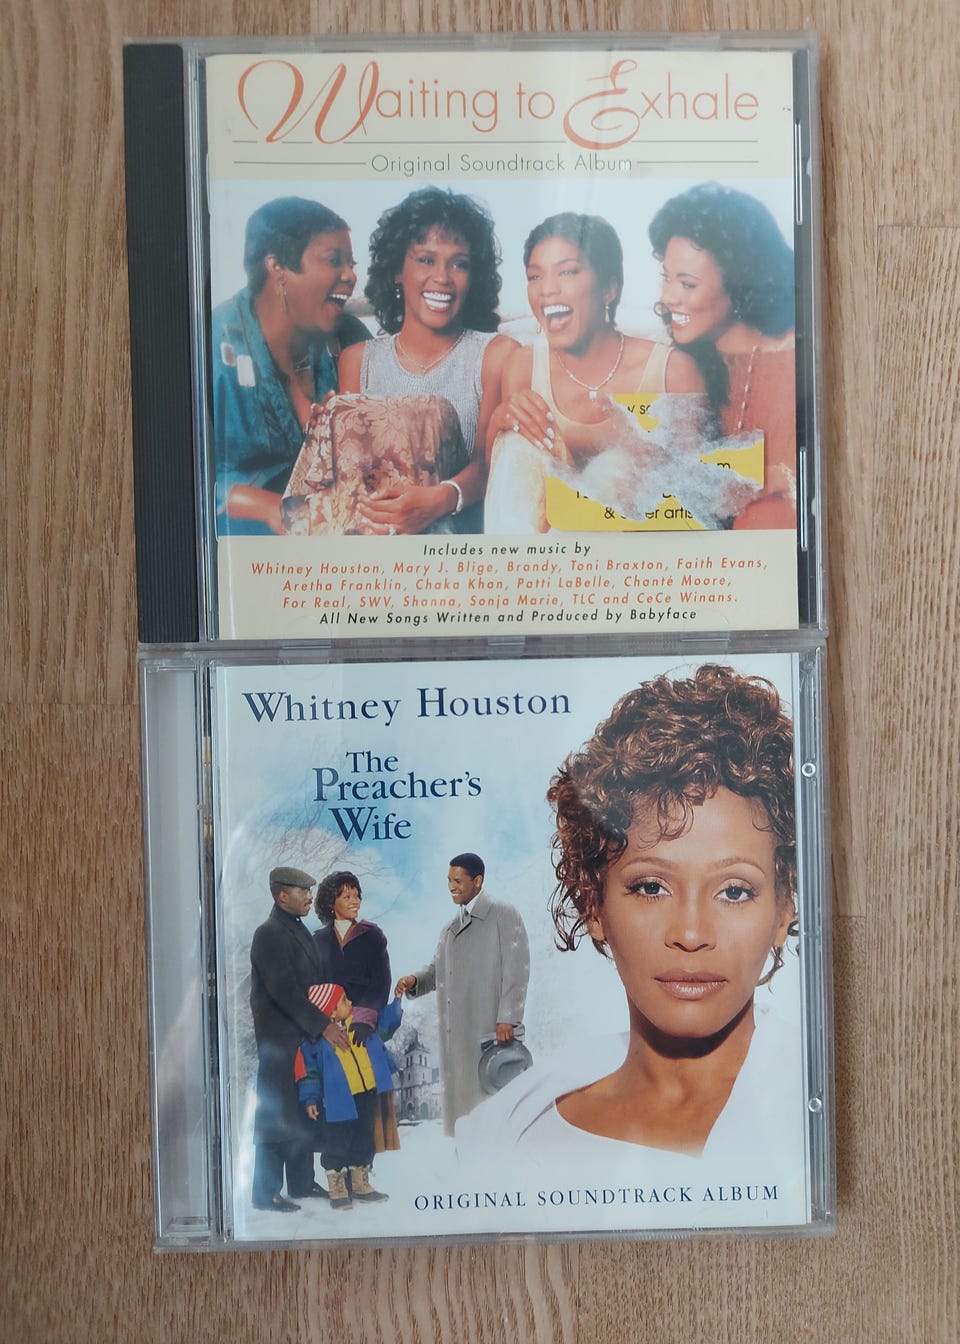 Waiting to Exhale
Original Soundtrack Album
& artis
Includes new music by
Whitney Houston, Mary J. Blige, Brandy, Toni Braxton, Faith Evans,
Aretha Franklin, Chaka Khan, Patti LaBelle, Chanté Moore,
For Real, SWV, Shanna, Sonja Marie, TLC and CeCe Winans.
All New Songs Written and Produced by Babyface
Whitney Houston
The
Preacher's
Wife
ORIGINAL SOUNDTRACK ALBUM